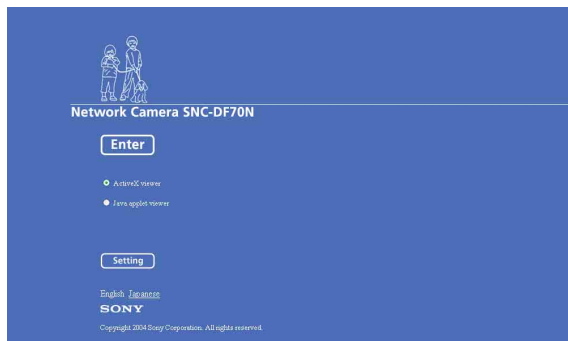 Network Camera SNC-DF70N
Enter
ActiveX viewer
Java applet viewer
Setting
English Japanese
SONY
Copyright 2004 Sony Corporation. All rights reserved.